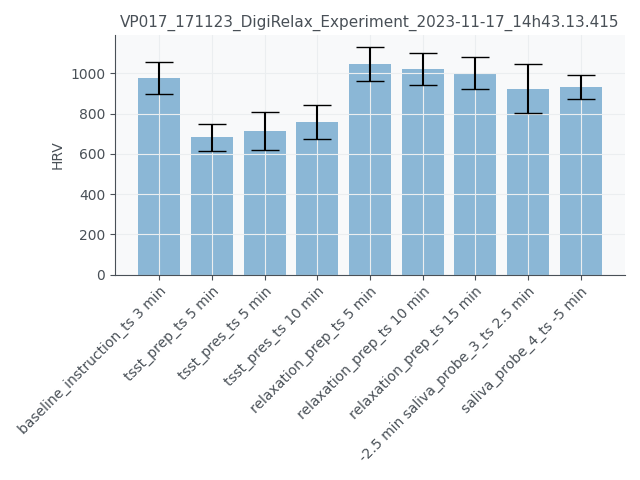 VP017_171123_DigiRelax_Experiment_2023-11-17_14h43.13.415
HRV
1000
800
600
400
200
0
baseline_instruction_ts 3 min
tsst_prep_ts 5 min
tsst_pres_ts 5 min
tsst_pres_ts 10 min
relaxation_prep_ts 5 min
relaxation_prep_ts 10 min
relaxation_prep_ts 15 min
-2.5 min saliva_probe_3_ts 2.5 min
saliva_probe_4_ts -5 min